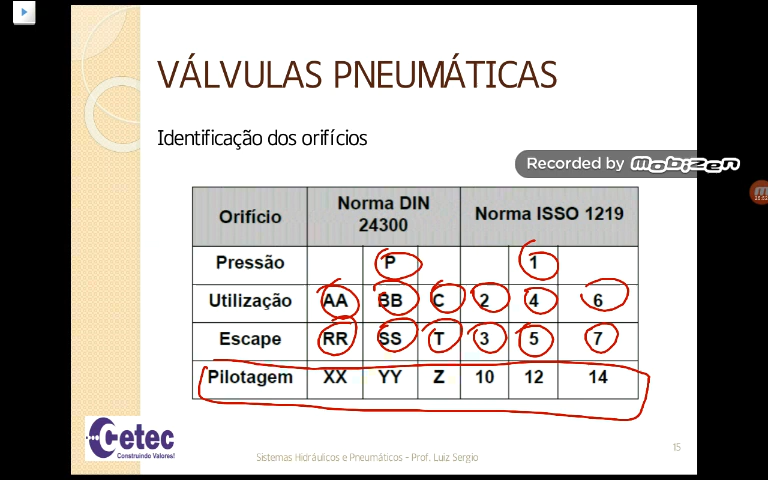 VÁLVULAS PNEUMÁTICAS
Identificação dos orifícios
Recorded by mobizen
Orifício Norma DIN 24300 Norma ISSO 1219
Pressão P 1
Utilização AA BB C 2 4 6
Escape RR SS T 3 5 7
Pilotagem XX YY Z 10 12 14
Cetec
Construindo Valores!
Sistemas Hidráulicos e Pneumáticos - Prof. Luiz Sergio
15